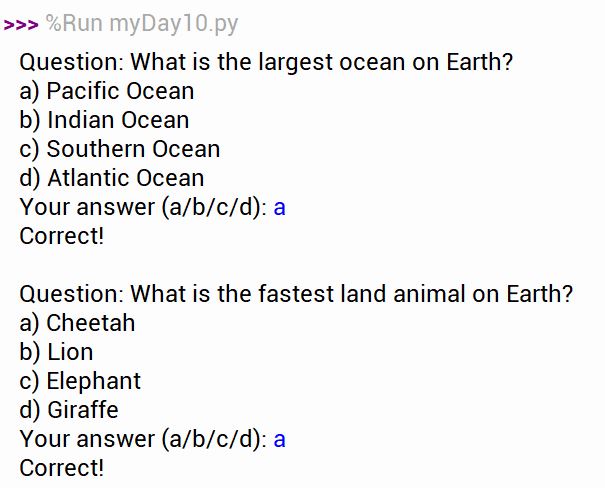 >>> %Run myDay10.py
Question: What is the largest ocean on Earth?
a) Pacific Ocean
b) Indian Ocean
c) Southern Ocean
d) Atlantic Ocean
Your answer (a/b/c/d): a
Correct!
Question: What is the fastest land animal on Earth?
a) Cheetah
b) Lion
c) Elephant
d) Giraffe
Your answer (a/b/c/d): a
Correct!